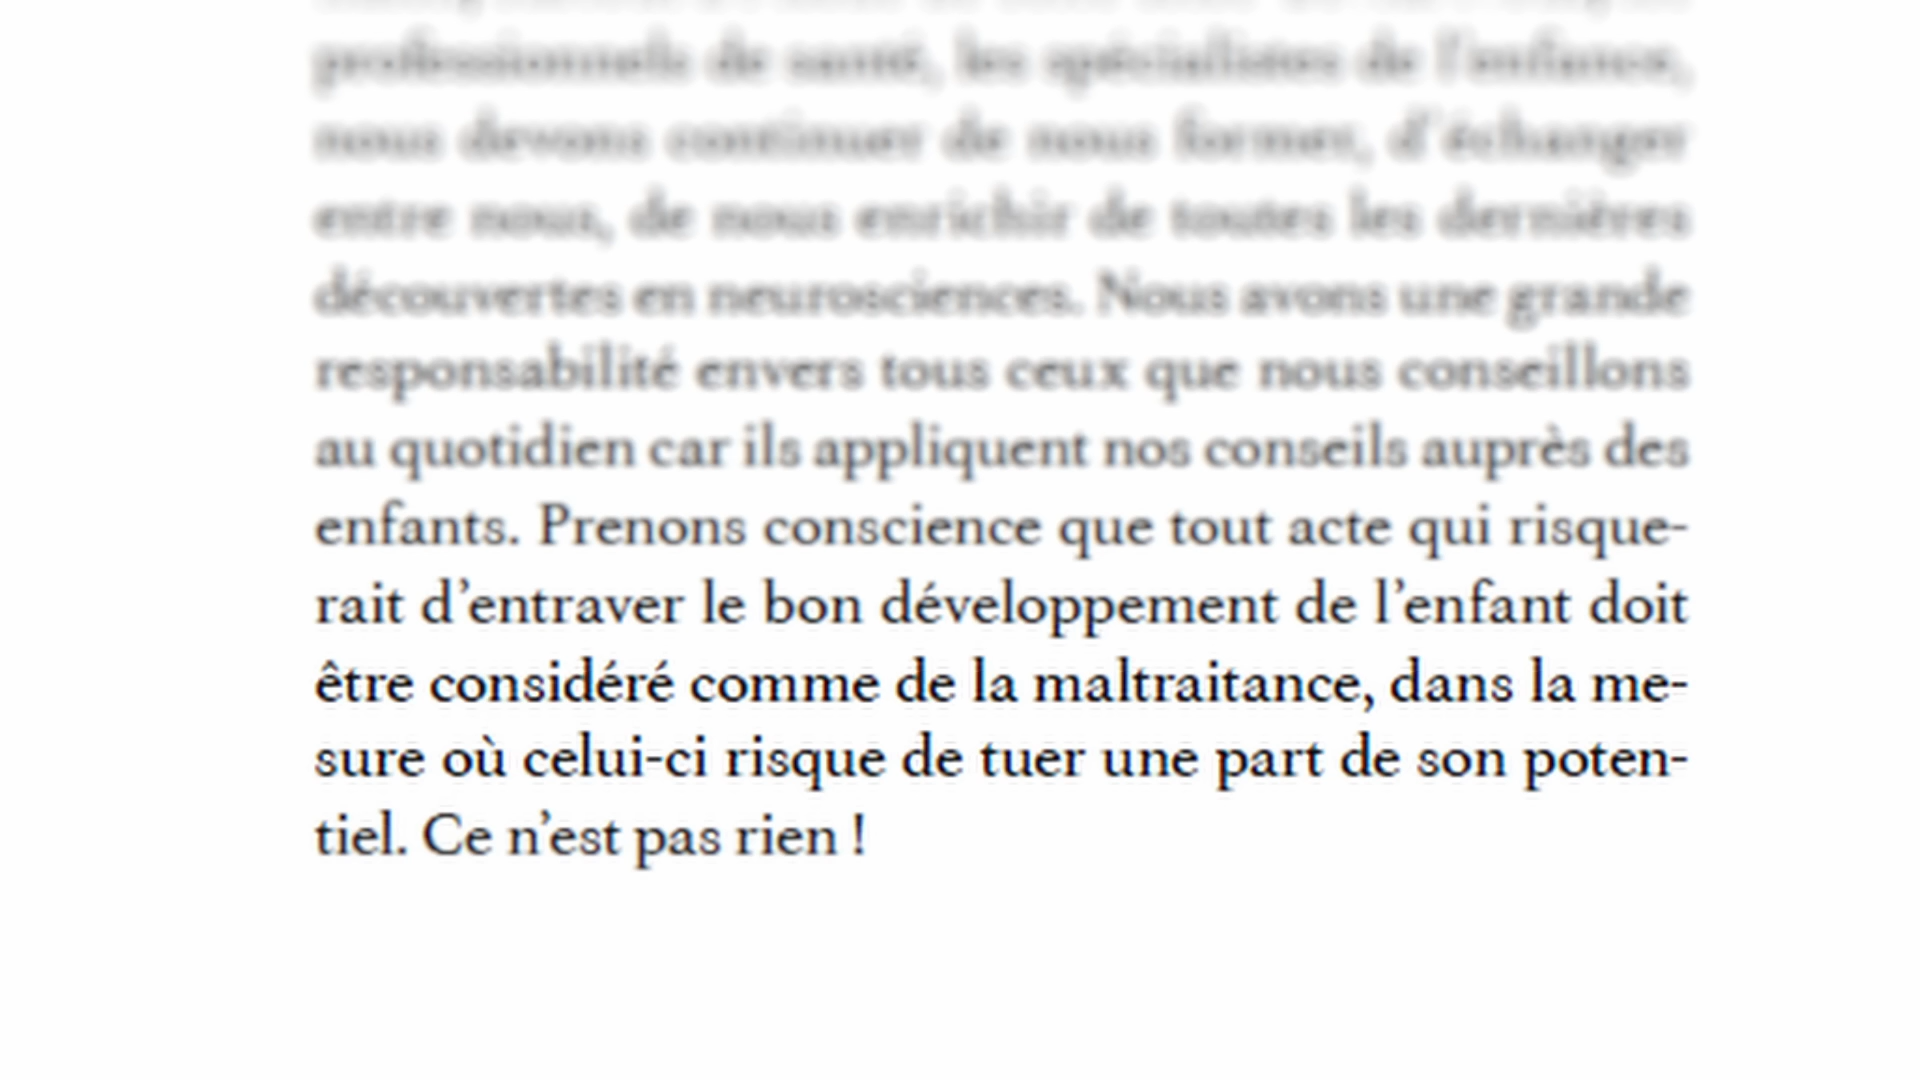 professionnels de santé, les spécialistes de l'enfance,
nous devons continuer de nous former, d'échanger
entre nous, de nous enrichir de toutes les dernières
découvertes en neurosciences. Nous avons une grande
responsabilité envers tous ceux que nous conseillons
au quotidien car ils appliquent nos conseils auprès des
enfants. Prenons conscience que tout acte qui risque-
rait d’entraver le bon développement de l’enfant doit
être considéré comme de la maltraitance, dans la me-
sure où celui-ci risque de tuer une part de son poten-
tiel. Ce n’est pas rien !